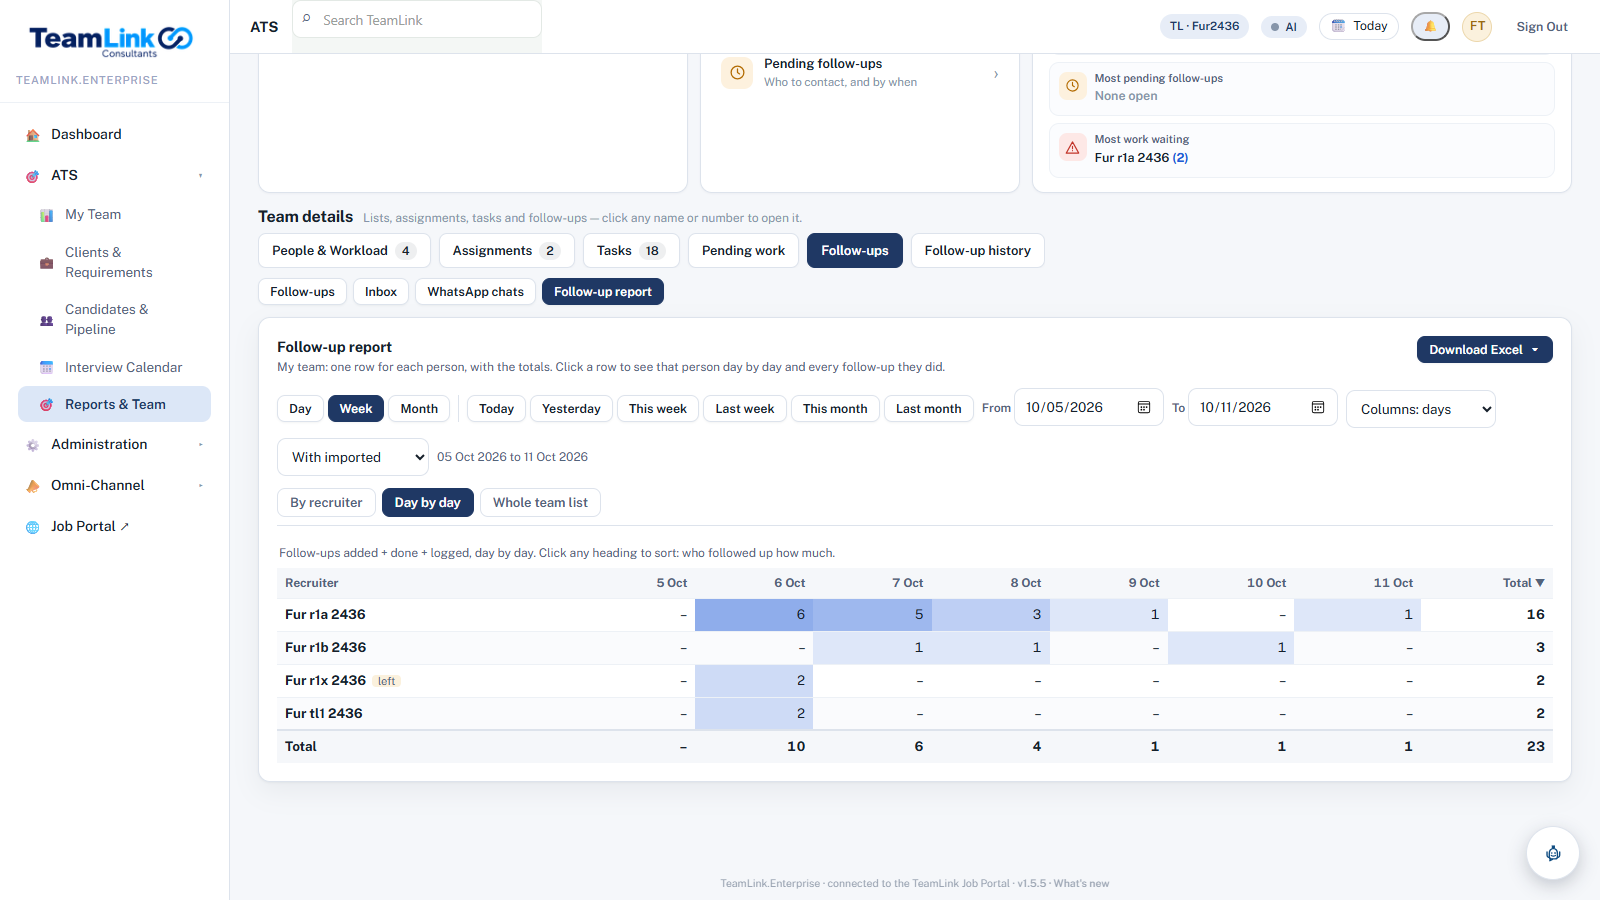 TeamLink
Consultants
TEAMLINK.ENTERPRISE
Dashboard
ATS
My Team
Clients &
Requirements
Candidates &
Pipeline
Interview Calendar
Reports & Team
Administration
Omni-Channel
Job Portal ↗
ATS
Search TeamLink
TL · Fur2436
AI
Today
FT
Sign Out
Pending follow-ups
Who to contact, and by when
Most pending follow-ups
None open
Most work waiting
Fur r1a 2436 (2)
Team details Lists, assignments, tasks and follow-ups — click any name or number to open it.
People & Workload 4 Assignments 2 Tasks 18 Pending work Follow-ups Follow-up history
Follow-ups Inbox WhatsApp chats Follow-up report
Follow-up report
Download Excel
My team: one row for each person, with the totals. Click a row to see that person day by day and every follow-up they did.
Day Week Month Today Yesterday This week Last week This month Last month From 10/05/2026 To 10/11/2026 Columns: days
With imported 05 Oct 2026 to 11 Oct 2026
By recruiter Day by day Whole team list
Follow-ups added + done + logged, day by day. Click any heading to sort: who followed up how much.
Recruiter 5 Oct 6 Oct 7 Oct 8 Oct 9 Oct 10 Oct 11 Oct Total ▼
Fur r1a 2436 – 6 5 3 1 – 1 16
Fur r1b 2436 – – 1 1 – 1 – 3
Fur r1x 2436 left – 2 – – – – – 2
Fur tl1 2436 – 2 – – – – – 2
Total – 10 6 4 1 1 1 23
TeamLink.Enterprise · connected to the TeamLink Job Portal · v1.5.5 · What's new